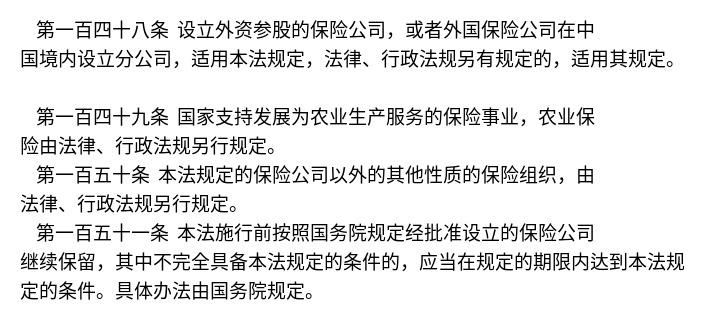 第一百四十八条 设立外资参股的保险公司，或者外国保险公司在中
国境内设立分公司，适用本法规定，法律、行政法规另有规定的，适用其规定。
第一百四十九条 国家支持发展为农业生产服务的保险事业，农业保
险由法律、行政法规另行规定。
第一百五十条 本法规定的保险公司以外的其他性质的保险组织，由
法律、行政法规另行规定。
第一百五十一条 本法施行前按照国务院规定经批准设立的保险公司
继续保留，其中不完全具备本法规定的条件的，应当在规定的期限内达到本法规
定的条件。具体办法由国务院规定。